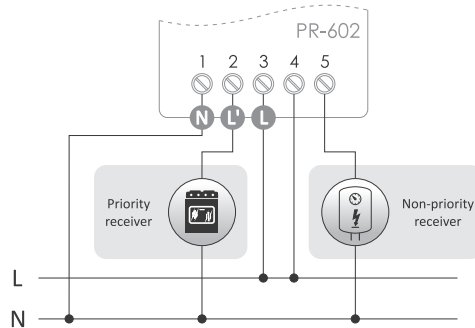 PR-602
1 2 3 4 5
N L' L
Priority
receiver
Non-priority
receiver
L
N